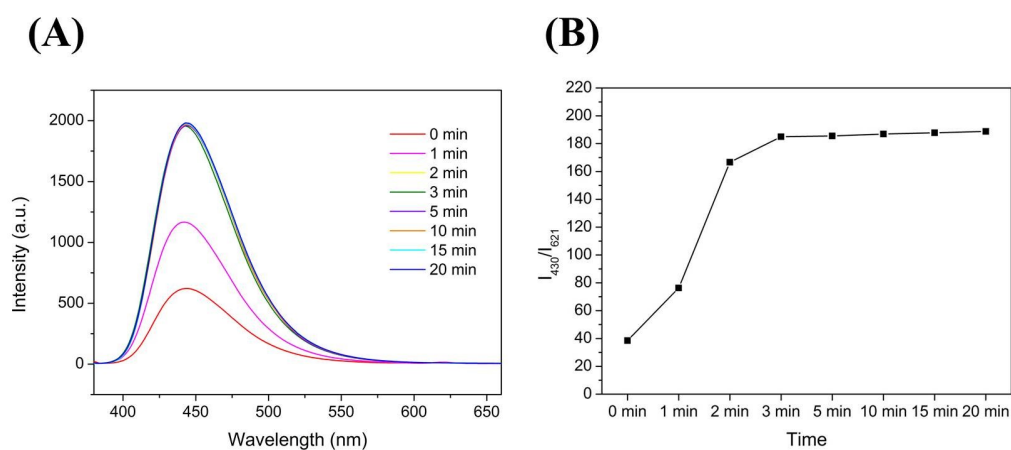 (A)
(B)
Intensity (a.u.)
2000
1500
1000
500
0
400
450
500
550
600
650
Wavelength (nm)
0 min
1 min
2 min
3 min
5 min
10 min
15 min
20 min
I430/I621
220
200
180
160
140
120
100
80
60
40
20
0
0 min 1 min 2 min 3 min 5 min 10 min 15 min 20 min
Time